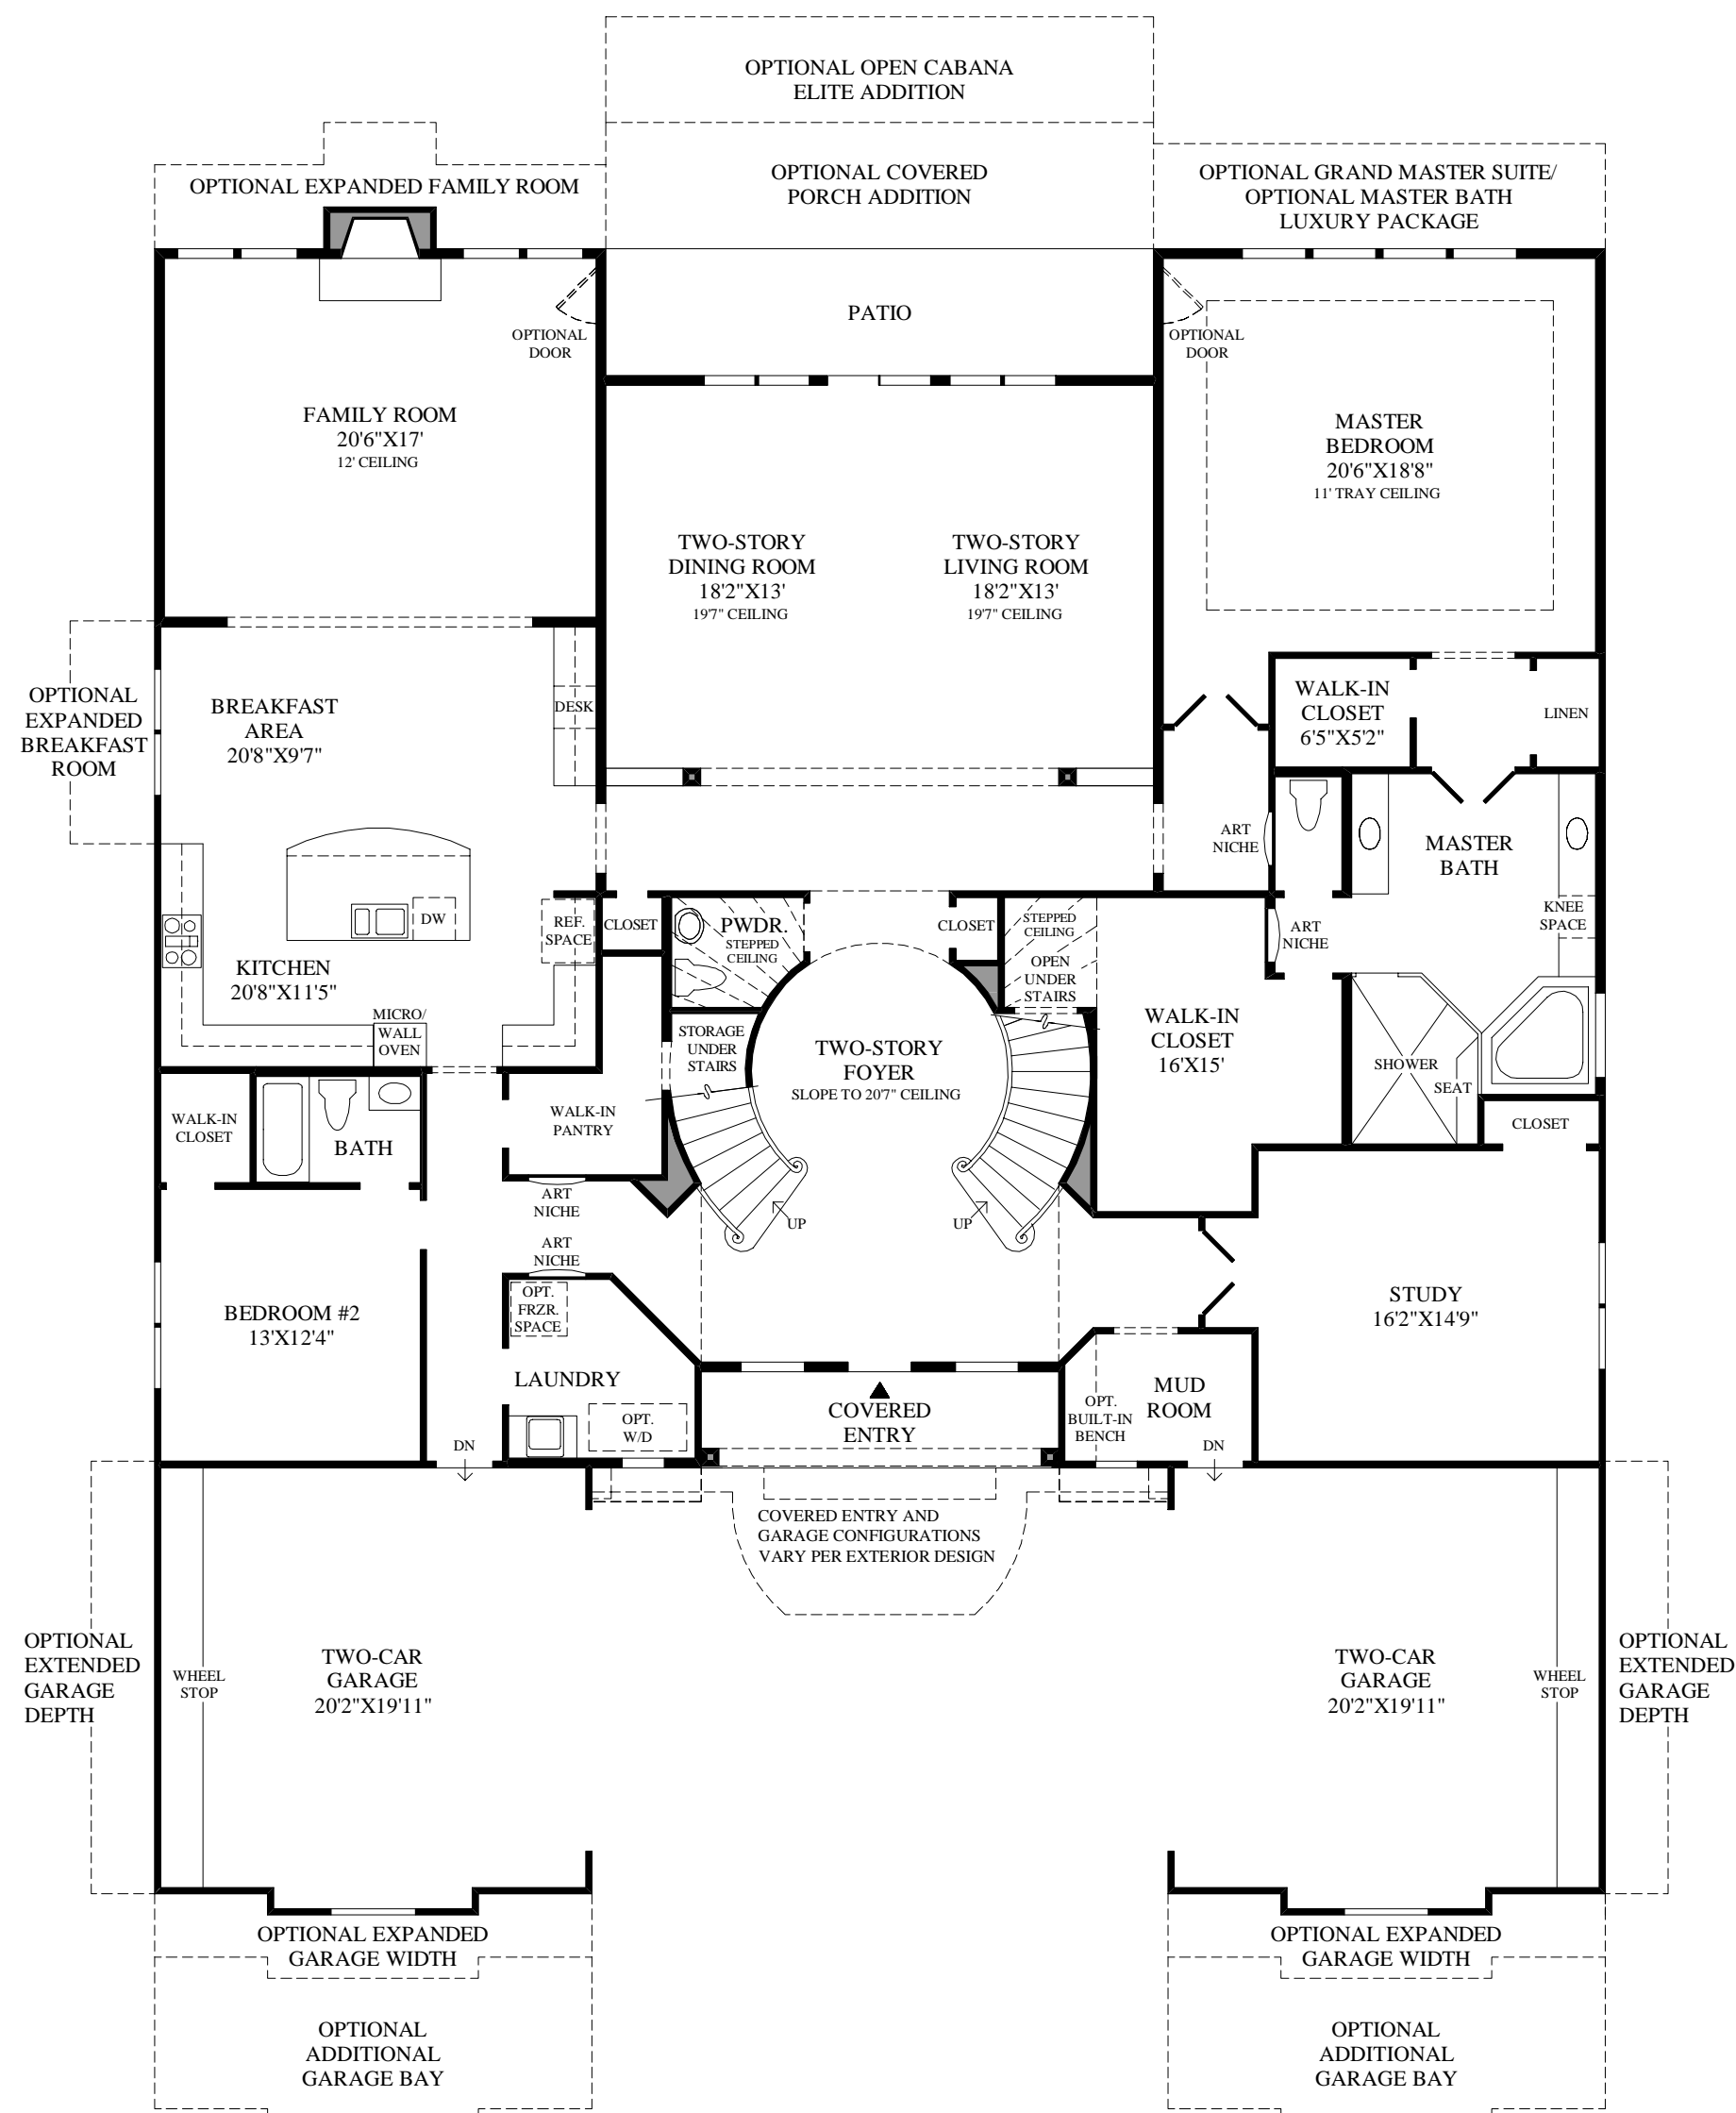 OPTIONAL OPEN CABANA
ELITE ADDITION
OPTIONAL EXPANDED FAMILY ROOM
OPTIONAL COVERED
PORCH ADDITION
OPTIONAL GRAND MASTER SUITE/
OPTIONAL MASTER BATH
LUXURY PACKAGE
PATIO
OPTIONAL
DOOR
OPTIONAL
DOOR
FAMILY ROOM
20'6"X17'
12' CEILING
MASTER
BEDROOM
20'6"X18'8"
11' TRAY CEILING
TWO-STORY
DINING ROOM
18'2"X13'
19'7" CEILING
TWO-STORY
LIVING ROOM
18'2"X13'
19'7" CEILING
OPTIONAL
EXPANDED
BREAKFAST
ROOM
BREAKFAST
AREA
20'8"X9'7"
DESK
WALK-IN
CLOSET
6'5"X5'2"
LINEN
ART
NICHE
MASTER
BATH
DW
REF.
SPACE
CLOSET
PWDR.
STEPPED
CEILING
CLOSET
STEPPED
CEILING
OPEN
UNDER
STAIRS
ART
NICHE
KNEE
SPACE
KITCHEN
20'8"X11'5"
MICRO/
WALL
OVEN
STORAGE
UNDER
STAIRS
TWO-STORY
FOYER
SLOPE TO 20'7" CEILING
WALK-IN
CLOSET
16'X15'
SHOWER
SEAT
WALK-IN
CLOSET
BATH
WALK-IN
PANTRY
CLOSET
ART
NICHE
UP
UP
ART
NICHE
OPT.
FRZR.
SPACE
BEDROOM #2
13'X12'4"
STUDY
16'2"X14'9"
LAUNDRY
OPT.
W/D
DN
COVERED
ENTRY
OPT.
BUILT-IN
BENCH
MUD
ROOM
DN
COVERED ENTRY AND
GARAGE CONFIGURATIONS
VARY PER EXTERIOR DESIGN
OPTIONAL
EXTENDED
GARAGE
DEPTH
WHEEL
STOP
TWO-CAR
GARAGE
20'2"X19'11"
TWO-CAR
GARAGE
20'2"X19'11"
WHEEL
STOP
OPTIONAL
EXTENDED
GARAGE
DEPTH
OPTIONAL EXPANDED
GARAGE WIDTH
OPTIONAL EXPANDED
GARAGE WIDTH
OPTIONAL
ADDITIONAL
GARAGE BAY
OPTIONAL
ADDITIONAL
GARAGE BAY